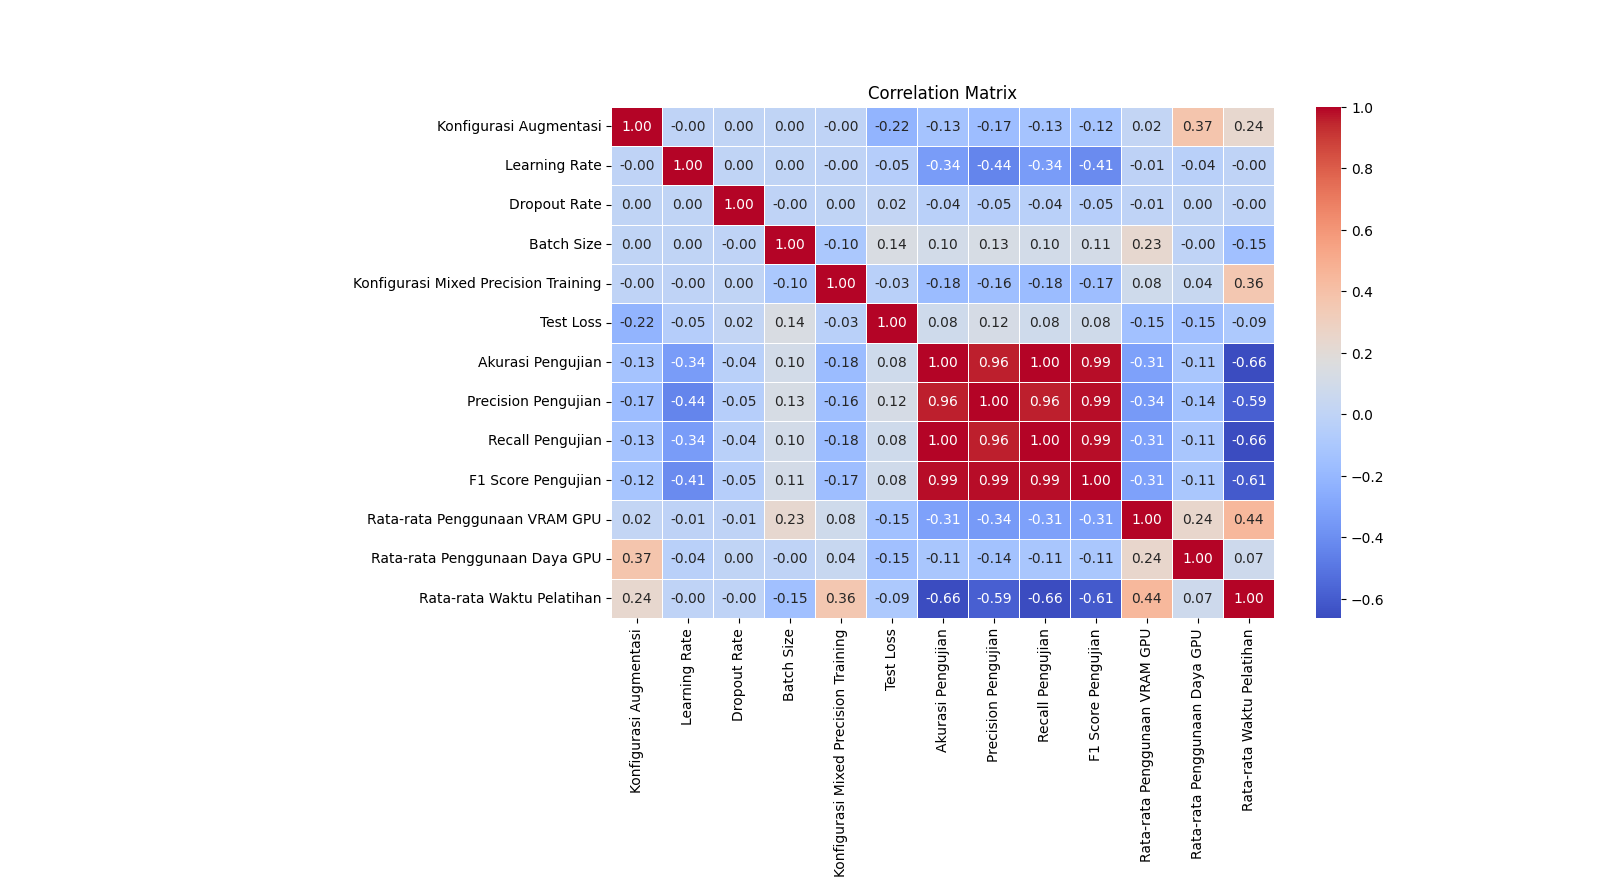 Correlation Matrix
Konfigurasi Augmentasi 1.00 -0.00 0.00 0.00 -0.00 -0.22 -0.13 -0.17 -0.13 -0.12 0.02 0.37 0.24
Learning Rate -0.00 1.00 0.00 0.00 -0.00 -0.05 -0.34 -0.44 -0.34 -0.41 -0.01 -0.04 -0.00
Dropout Rate 0.00 0.00 1.00 -0.00 0.00 0.02 -0.04 -0.05 -0.04 -0.05 -0.01 0.00 -0.00
Batch Size 0.00 0.00 -0.00 1.00 -0.10 0.14 0.10 0.13 0.10 0.11 0.23 -0.00 -0.15
Konfigurasi Mixed Precision Training -0.00 -0.00 0.00 -0.10 1.00 -0.03 -0.18 -0.16 -0.18 -0.17 0.08 0.04 0.36
Test Loss -0.22 -0.05 0.02 0.14 -0.03 1.00 0.08 0.12 0.08 0.08 -0.15 -0.15 -0.09
Akurasi Pengujian -0.13 -0.34 -0.04 0.10 -0.18 0.08 1.00 0.96 1.00 0.99 -0.31 -0.11 -0.66
Precision Pengujian -0.17 -0.44 -0.05 0.13 -0.16 0.12 0.96 1.00 0.96 0.99 -0.34 -0.14 -0.59
Recall Pengujian -0.13 -0.34 -0.04 0.10 -0.18 0.08 1.00 0.96 1.00 0.99 -0.31 -0.11 -0.66
F1 Score Pengujian -0.12 -0.41 -0.05 0.11 -0.17 0.08 0.99 0.99 0.99 1.00 -0.31 -0.11 -0.61
Rata-rata Penggunaan VRAM GPU 0.02 -0.01 -0.01 0.23 0.08 -0.15 -0.31 -0.34 -0.31 -0.31 1.00 0.24 0.44
Rata-rata Penggunaan Daya GPU 0.37 -0.04 0.00 -0.00 0.04 -0.15 -0.11 -0.14 -0.11 -0.11 0.24 1.00 0.07
Rata-rata Waktu Pelatihan 0.24 -0.00 -0.00 -0.15 0.36 -0.09 -0.66 -0.59 -0.66 -0.61 0.44 0.07 1.00
Konfigurasi Augmentasi
Learning Rate
Dropout Rate
Batch Size
Konfigurasi Mixed Precision Training
Test Loss
Akurasi Pengujian
Precision Pengujian
Recall Pengujian
F1 Score Pengujian
Rata-rata Penggunaan VRAM GPU
Rata-rata Penggunaan Daya GPU
Rata-rata Waktu Pelatihan
1.0
0.8
0.6
0.4
0.2
0.0
−0.2
−0.4
−0.6